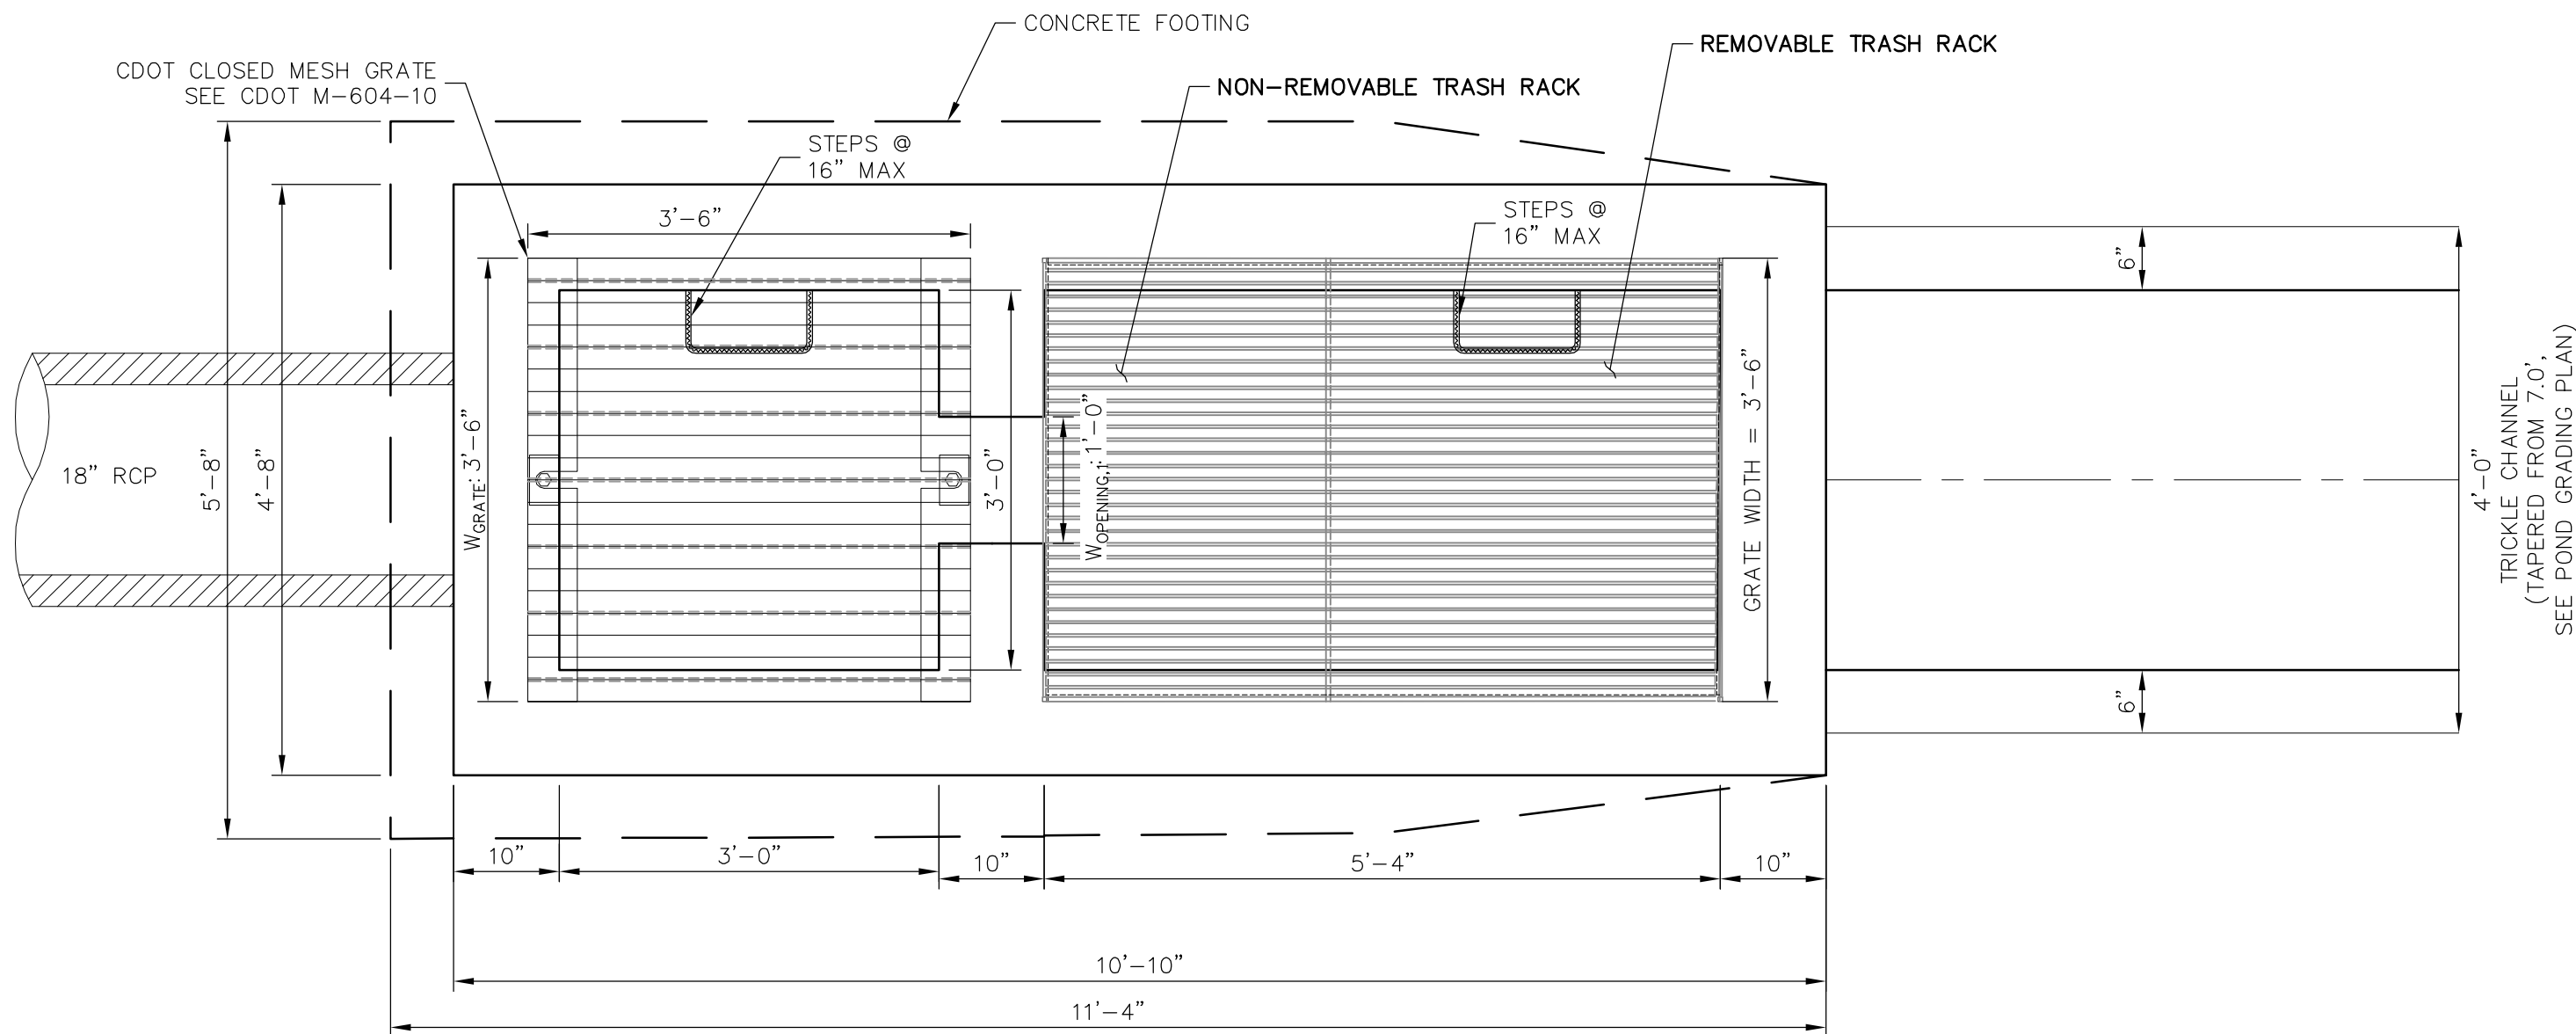 CONCRETE FOOTING
REMOVABLE TRASH RACK
CDOT CLOSED MESH GRATE
SEE CDOT M-604-10
NON-REMOVABLE TRASH RACK
STEPS @
16" MAX
3'-6"
STEPS @
16" MAX
6"
18" RCP
5'-8"
4'-8"
WGRATE: 3'-6"
3'-0"
WOPENING,1: 1'-0"
GRATE WIDTH = 3'-6"
4'-0"
TRICKLE CHANNEL
(TAPERED FROM 7.0',
SEE POND GRADING PLAN)
6"
10"
3'-0"
10"
5'-4"
10"
10'-10"
11'-4"